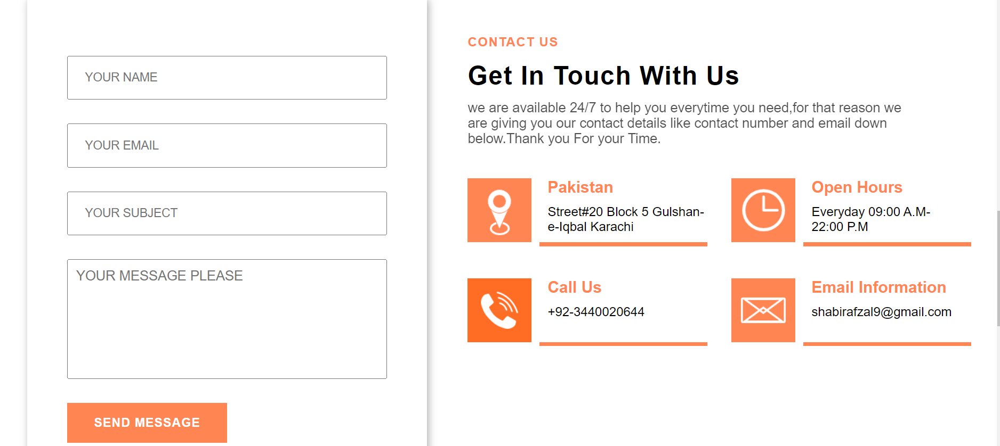 YOUR NAME
YOUR EMAIL
YOUR SUBJECT
YOUR MESSAGE PLEASE
SEND MESSAGE
CONTACT US
Get In Touch With Us
we are available 24/7 to help you everytime you need,for that reason we
are giving you our contact details like contact number and email down
below.Thank you For your Time.
Pakistan
Street#20 Block 5 Gulshan-
e-Iqbal Karachi
Open Hours
Everyday 09:00 A.M-
22:00 P.M
Call Us
+92-3440020644
Email Information
shabirafzal9@gmail.com